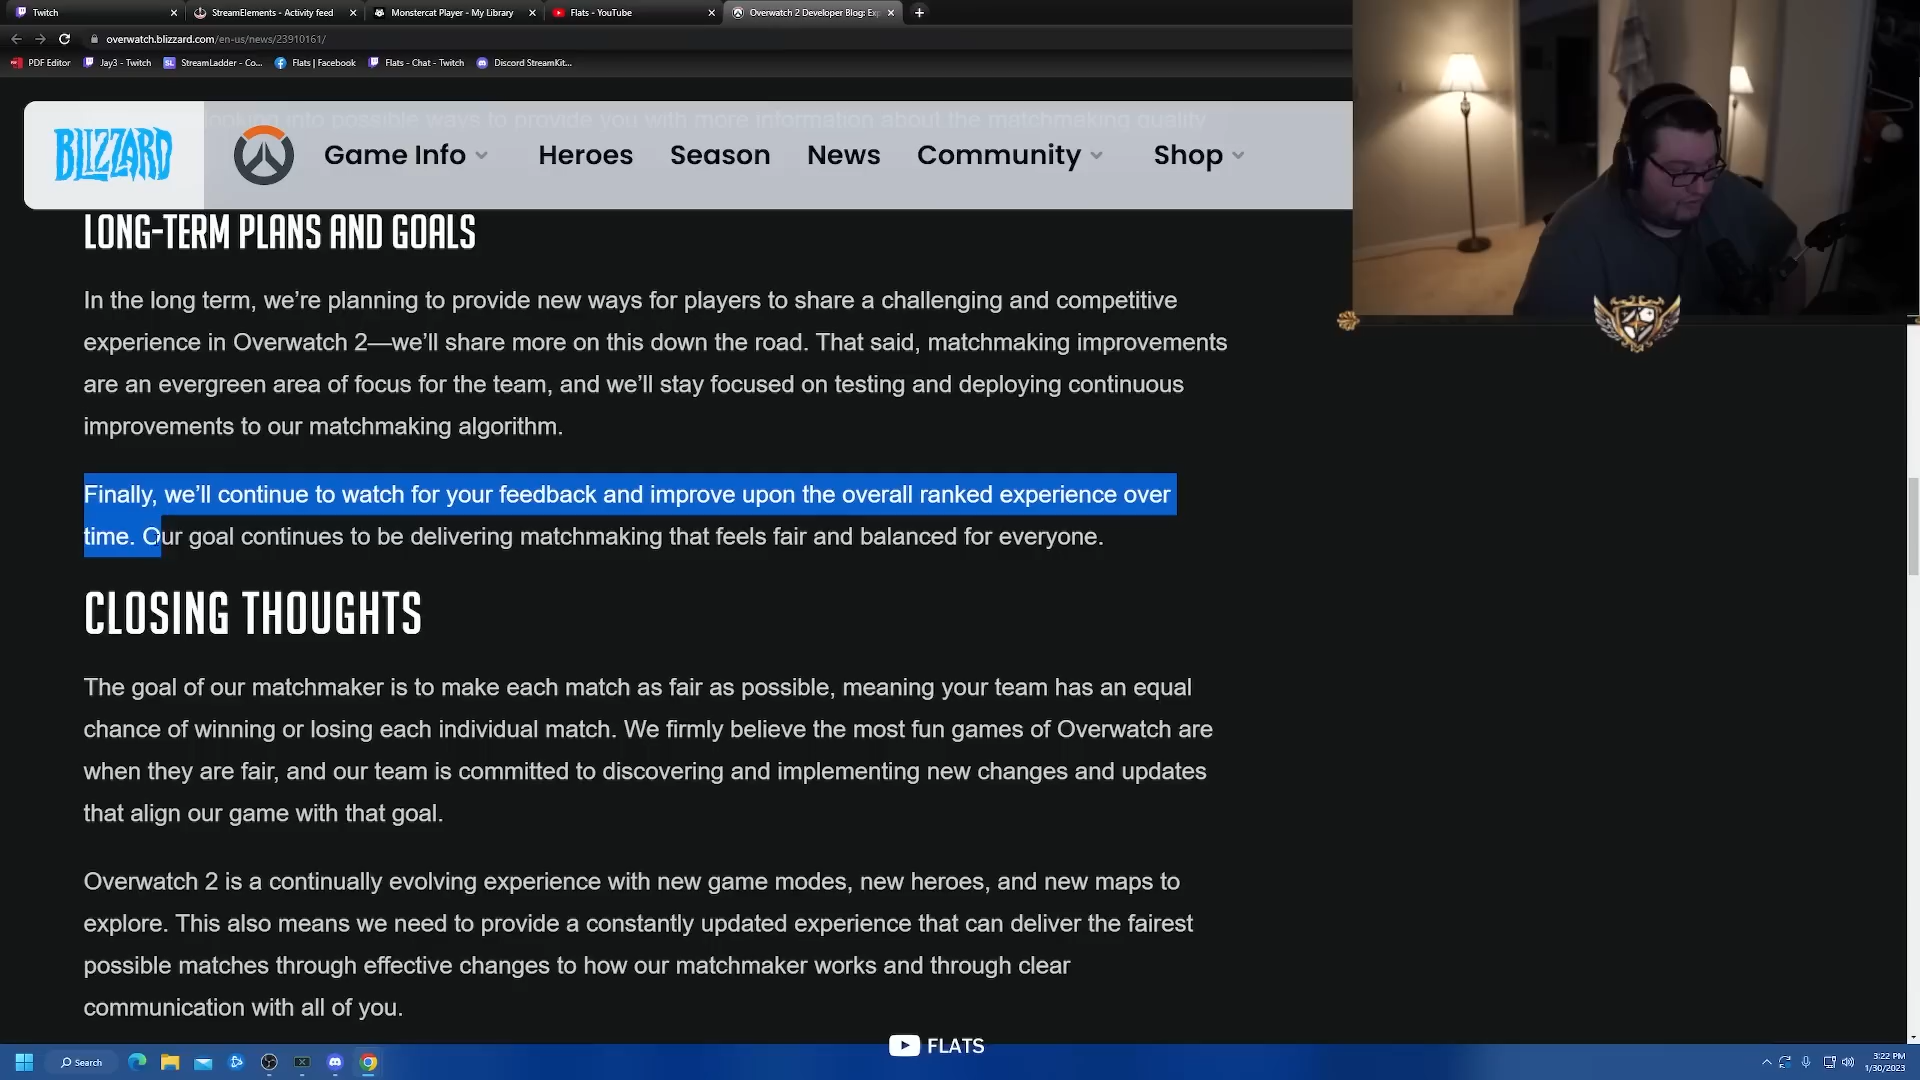 Twitch
StreamElements - Activity feed
Monstercat Player - My Library
Flats - YouTube
Overwatch 2 Developer Blog: Ex
overwatch.blizzard.com/en-us/news/23910161/
PDF Editor
Jay3 - Twitch
SL
StreamLadder - Co...
Flats | Facebook
Flats - Chat - Twitch
Discord StreamKit...
looking into possible ways to provide you with more information about the matchmaking quality
BLIZZARD
Game Info
Heroes
Season
News
Community
Shop
LONG-TERM PLANS AND GOALS
In the long term, we’re planning to provide new ways for players to share a challenging and competitive
experience in Overwatch 2—we’ll share more on this down the road. That said, matchmaking improvements
are an evergreen area of focus for the team, and we’ll stay focused on testing and deploying continuous
improvements to our matchmaking algorithm.
Finally, we’ll continue to watch for your feedback and improve upon the overall ranked experience over
time. Our goal continues to be delivering matchmaking that feels fair and balanced for everyone.
CLOSING THOUGHTS
The goal of our matchmaker is to make each match as fair as possible, meaning your team has an equal
chance of winning or losing each individual match. We firmly believe the most fun games of Overwatch are
when they are fair, and our team is committed to discovering and implementing new changes and updates
that align our game with that goal.
Overwatch 2 is a continually evolving experience with new game modes, new heroes, and new maps to
explore. This also means we need to provide a constantly updated experience that can deliver the fairest
possible matches through effective changes to how our matchmaker works and through clear
communication with all of you.
FLATS
Search
3:22 PM
1/30/2023